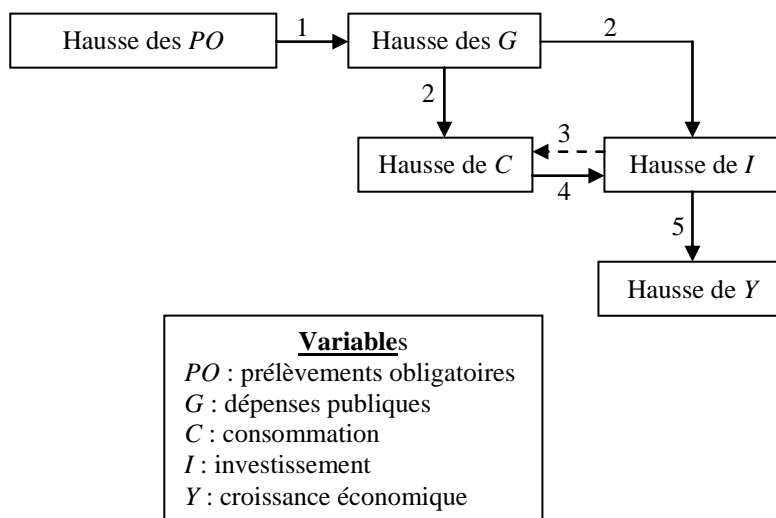 1
Hausse des PO
Hausse des G
2
2
3
Hausse de C
Hausse de I
4
5
Hausse de Y
Variables
PO : prélèvements obligatoires
G : dépenses publiques
C : consommation
I : investissement
Y : croissance économique